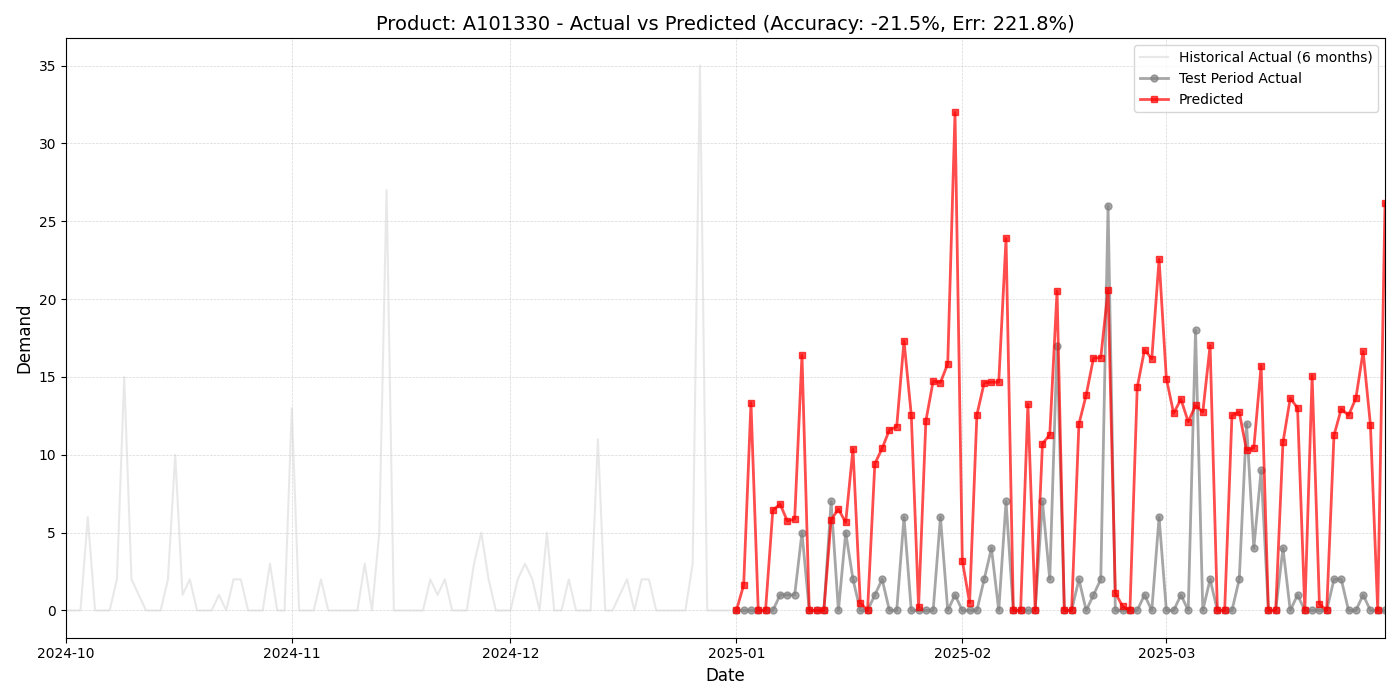 Product: A101330 - Actual vs Predicted (Accuracy: -21.5%, Err: 221.8%)
Historical Actual (6 months)
Test Period Actual
Predicted
Demand
35
30
25
20
15
10
5
0
2024-10
2024-11
2024-12
2025-01
2025-02
2025-03
Date